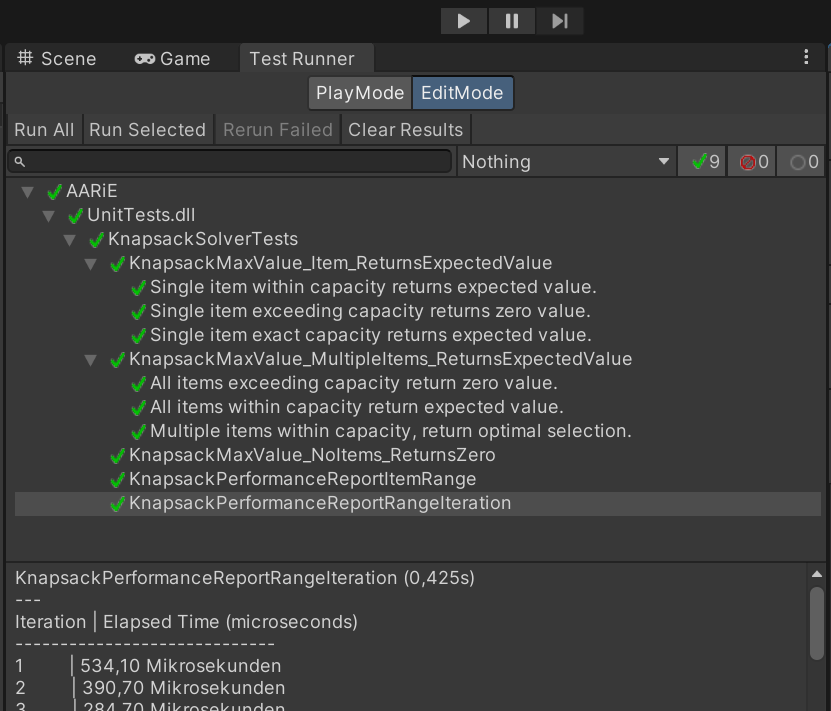 Scene Game Test Runner
PlayMode EditMode
Run All Run Selected Rerun Failed Clear Results
Nothing 9 0 0
AARiE
UnitTests.dll
KnapsackSolverTests
KnapsackMaxValue_Item_ReturnsExpectedValue
Single item within capacity returns expected value.
Single item exceeding capacity returns zero value.
Single item exact capacity returns expected value.
KnapsackMaxValue_MultipleItems_ReturnsExpectedValue
All items exceeding capacity return zero value.
All items within capacity return expected value.
Multiple items within capacity, return optimal selection.
KnapsackMaxValue_NoItems_ReturnsZero
KnapsackPerformanceReportItemRange
KnapsackPerformanceReportRangeIteration
KnapsackPerformanceReportRangeIteration (0,425s)
---
Iteration | Elapsed Time (microseconds)
-----------------------------
1 | 534,10 Mikrosekunden
2 | 390,70 Mikrosekunden
3 | 284,70 Mikrosekunden